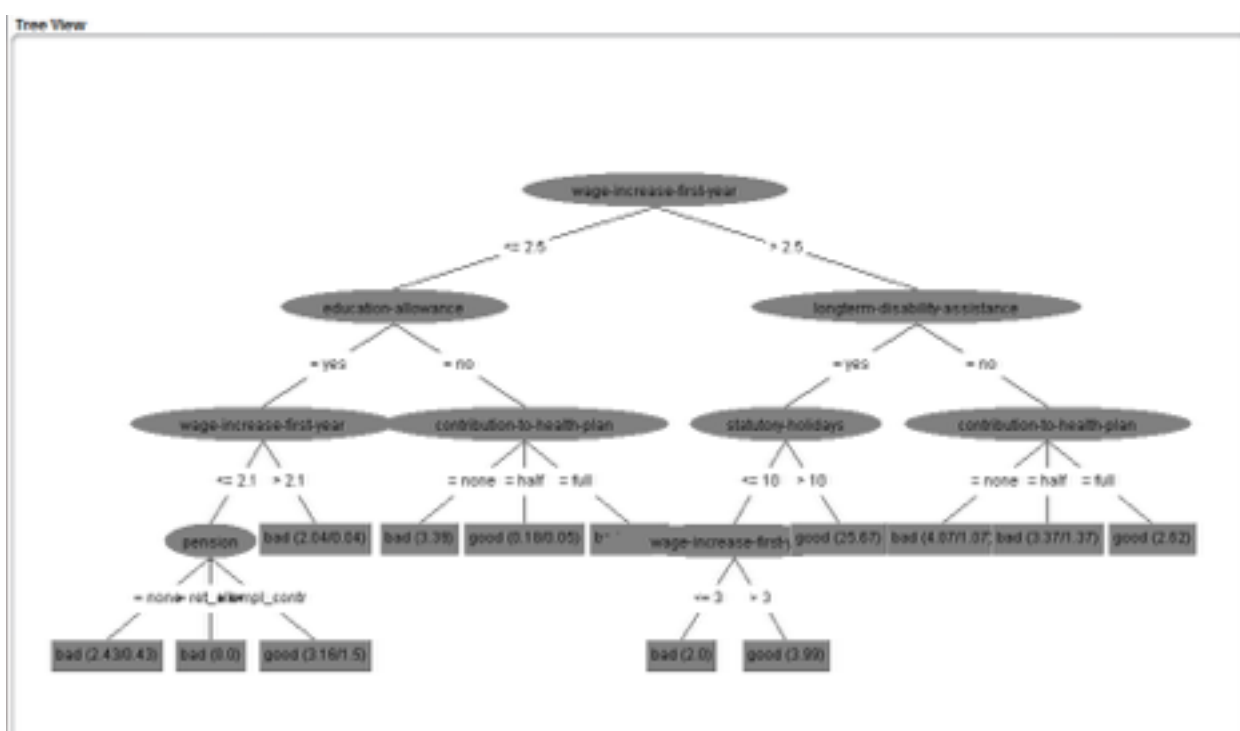 Tree View
wage-increase-first-year
<= 2.5 > 2.5
education-allowance longterm-disability-assistance
= yes = no = yes = no
wage-increase-first-year contribution-to-health-plan statutory-holidays contribution-to-health-plan
<= 2.1 > 2.1 = none = half = full <= 10 > 10 = none = half = full
pension bad (2.04/0.04) bad (3.39) good (0.18/0.05) wage-increase-first-y good (25.67) bad (4.07/1.07) bad (3.37/1.37) good (2.62)
= none <= 3 > 3
bad (2.43/0.43) bad (0.0) good (3.16/1.5) bad (2.0) good (3.99)